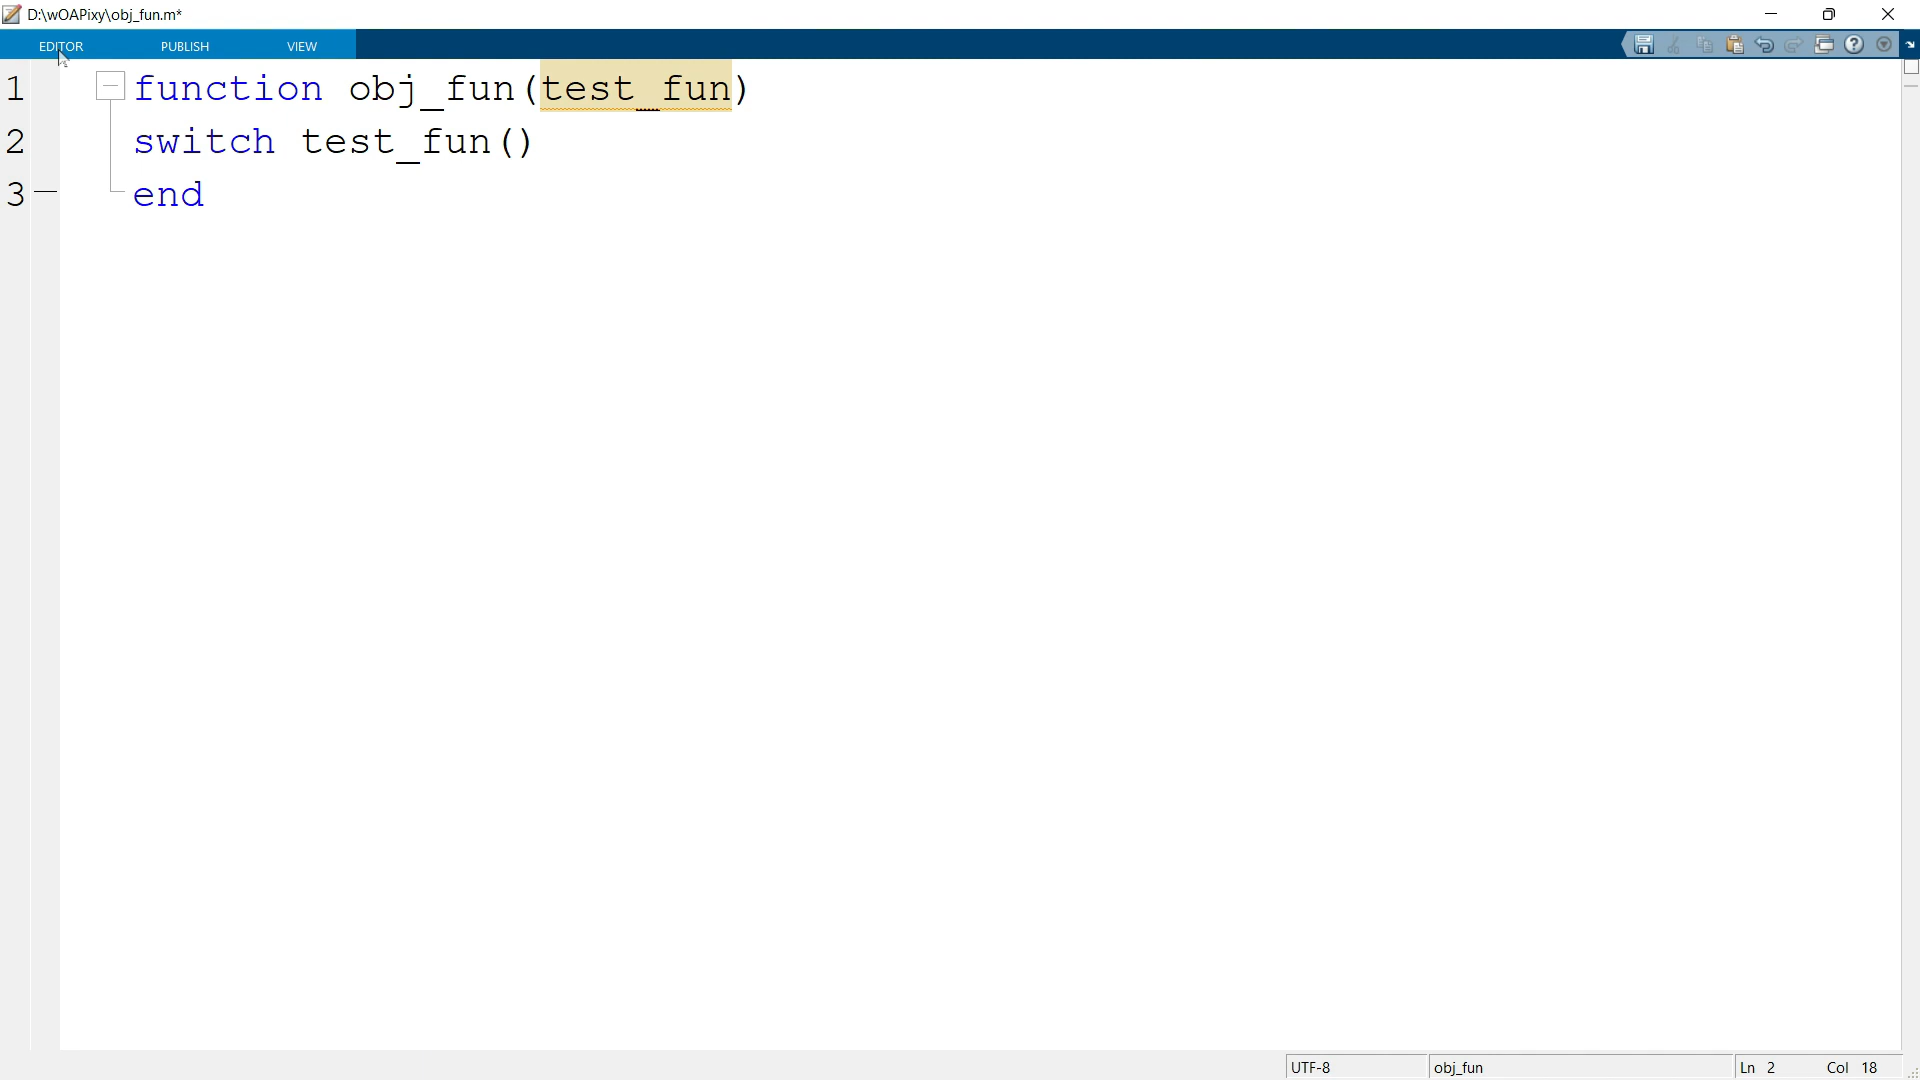 D:\wOAPixy\obj_fun.m*
EDITOR PUBLISH VIEW
1 function obj_fun(test_fun)
2 switch test_fun()
3 end
UTF-8 obj_fun Ln 2 Col 18